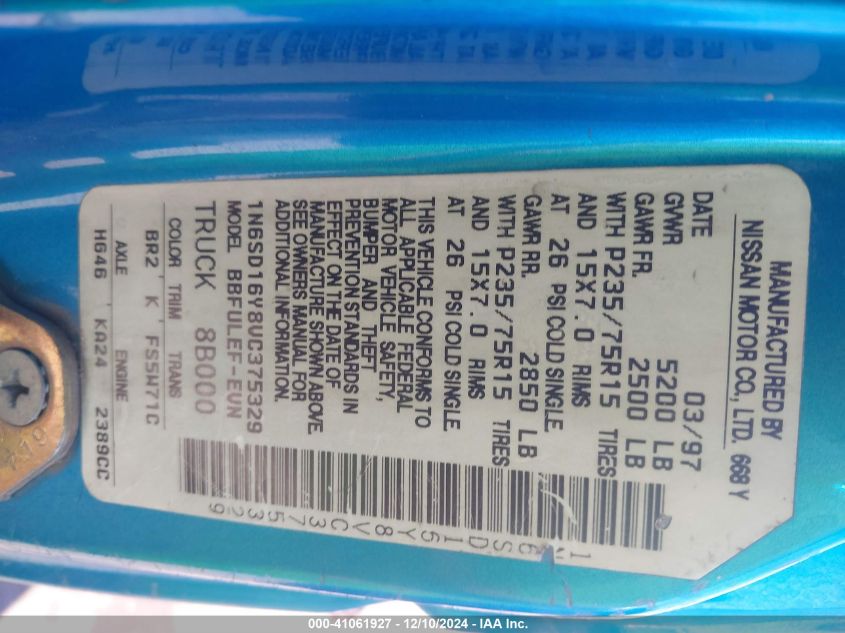 MANUFACTURED BY
NISSAN MOTOR CO., LTD. 668 Y
DATE 03/97
GVWR 5200 LB
GAWR FR. 2500 LB
WITH P235/75R15 TIRES
AND 15X7.0 RIMS
AT 26 PSI COLD SINGLE
GAWR RR. 2850 LB
WITH P235/75R15 TIRES
AND 15X7.0 RIMS
AT 26 PSI COLD SINGLE
THIS VEHICLE CONFORMS TO
ALL APPLICABLE FEDERAL
MOTOR VEHICLE SAFETY,
BUMPER AND THEFT
PREVENTION STANDARDS IN
EFFECT ON THE DATE OF
MANUFACTURE SHOWN ABOVE.
SEE OWNERS MANUAL FOR
ADDITIONAL INFORMATION.
1N6SD16Y8VC375329
MODEL BBFULEF-EVN
TRUCK 8B000
COLOR TRIM TRANS
BR2 K FS5W71C
AXLE ENGINE
HG46 KA24 2389CC
1N6SD16Y8VC375329
000-41061927 - 12/10/2024 - IAA Inc.